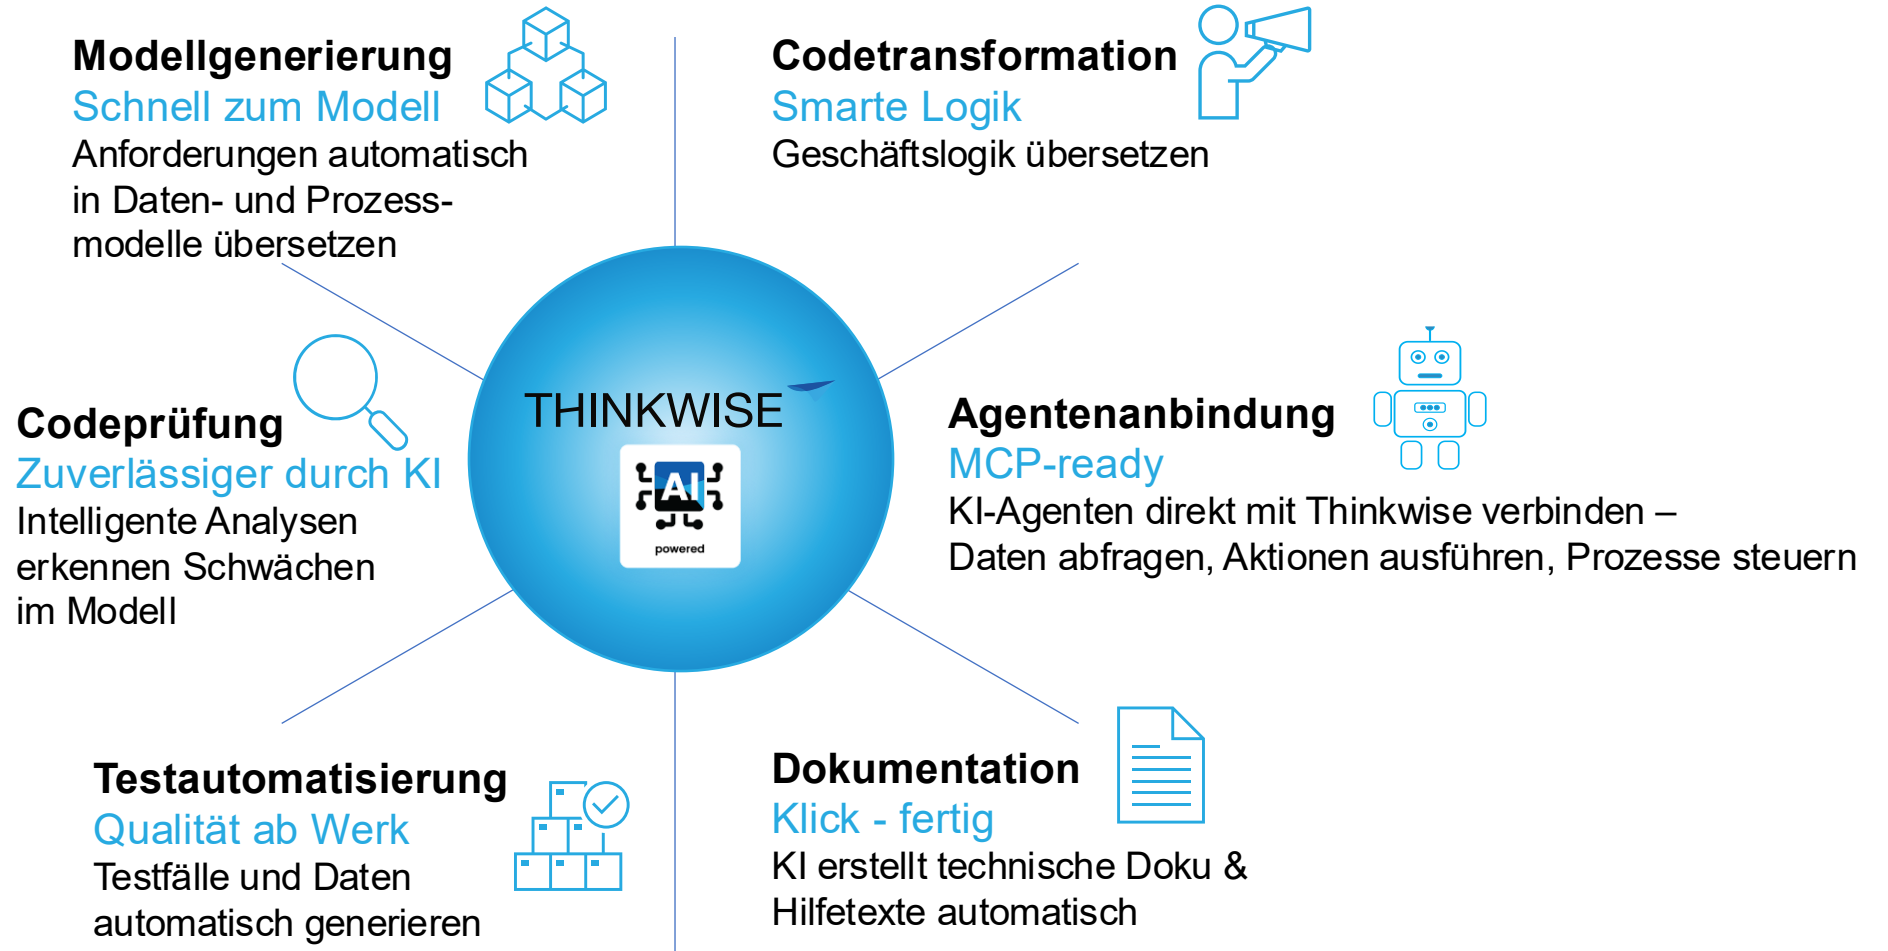 Modellgenerierung
Schnell zum Modell
Anforderungen automatisch
in Daten- und Prozess-
modelle übersetzen
Codetransformation
Smarte Logik
Geschäftslogik übersetzen
Codeprüfung
Zuverlässiger durch KI
Intelligente Analysen
erkennen Schwächen
im Modell
THINKWISE
AI
powered
Agentenanbindung
MCP-ready
KI-Agenten direkt mit Thinkwise verbinden –
Daten abfragen, Aktionen ausführen, Prozesse steuern
Testautomatisierung
Qualität ab Werk
Testfälle und Daten
automatisch generieren
Dokumentation
Klick - fertig
KI erstellt technische Doku &
Hilfetexte automatisch